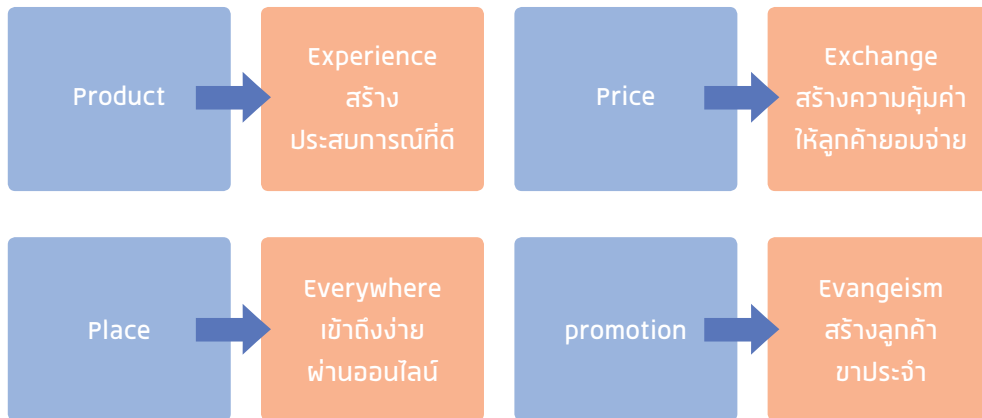 Product
Experience
สร้าง
ประสบการณ์ที่ดี
Price
Exchange
สร้างความคุ้มค่า
ให้ลูกค้ายอมจ่าย
Place
Everywhere
เข้าถึงง่าย
ผ่านออนไลน์
promotion
Evangeism
สร้างลูกค้า
ขาประจำ